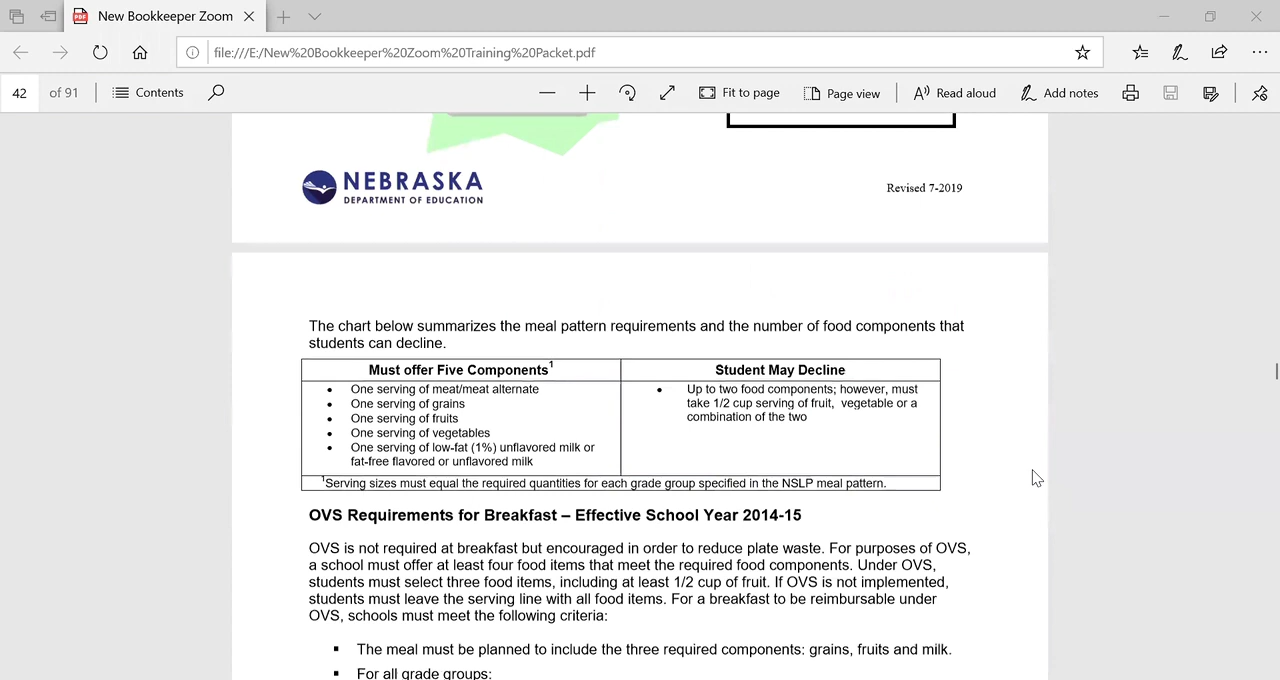 New Bookkeeper Zoom
file:///E:/New%20Bookkeeper%20Zoom%20Training%20Packet.pdf
42 of 91 Contents Fit to page Page view Read aloud Add notes
NEBRASKA
DEPARTMENT OF EDUCATION
Revised 7-2019
The chart below summarizes the meal pattern requirements and the number of food components that
students can decline.
Must offer Five Components1
• One serving of meat/meat alternate
• One serving of grains
• One serving of fruits
• One serving of vegetables
• One serving of low-fat (1%) unflavored milk or
fat-free flavored or unflavored milk
Student May Decline
• Up to two food components; however, must
take 1/2 cup serving of fruit, vegetable or a
combination of the two
1Serving sizes must equal the required quantities for each grade group specified in the NSLP meal pattern.
OVS Requirements for Breakfast – Effective School Year 2014-15
OVS is not required at breakfast but encouraged in order to reduce plate waste. For purposes of OVS,
a school must offer at least four food items that meet the required food components. Under OVS,
students must select three food items, including at least 1/2 cup of fruit. If OVS is not implemented,
students must leave the serving line with all food items. For a breakfast to be reimbursable under
OVS, schools must meet the following criteria:
▪ The meal must be planned to include the three required components: grains, fruits and milk.
▪ For all grade groups: